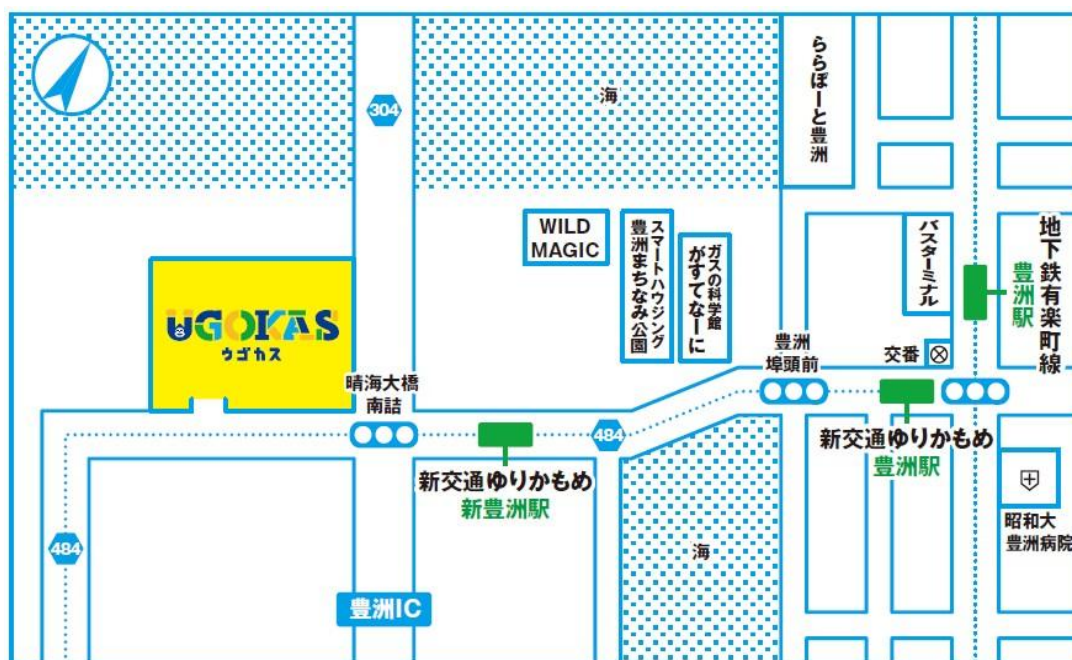 304
海
ららぽーと豊洲
WILD
MAGIC
スマートハウジング
豊洲まちなみ公園
ガスの科学館
がすてなーに
バスターミナル
地下鉄有楽町線
豊洲駅
UGOKAS
ウゴカス
交番
豊洲
埠頭前
晴海大橋
南詰
484
新交通ゆりかもめ
新豊洲駅
新交通ゆりかもめ
豊洲駅
昭和大
豊洲病院
484
海
豊洲IC